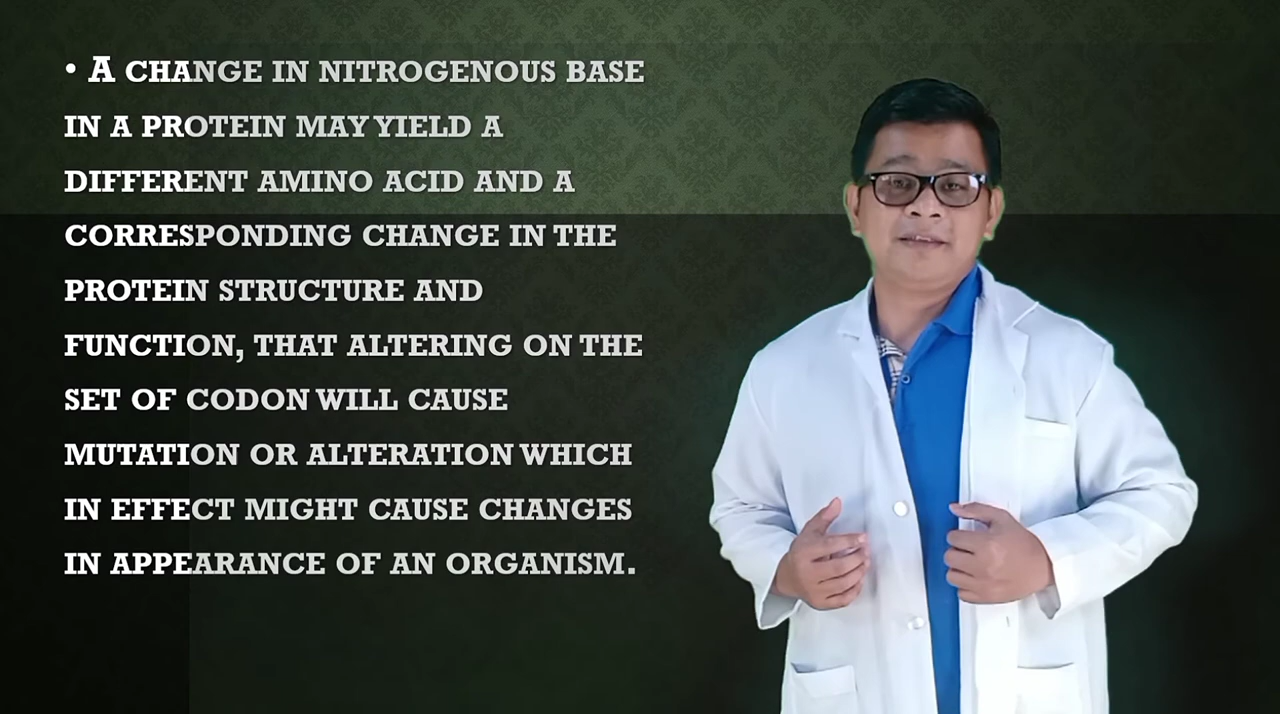 • A CHANGE IN NITROGENOUS BASE
IN A PROTEIN MAY YIELD A
DIFFERENT AMINO ACID AND A
CORRESPONDING CHANGE IN THE
PROTEIN STRUCTURE AND
FUNCTION, THAT ALTERING ON THE
SET OF CODON WILL CAUSE
MUTATION OR ALTERATION WHICH
IN EFFECT MIGHT CAUSE CHANGES
IN APPEARANCE OF AN ORGANISM.